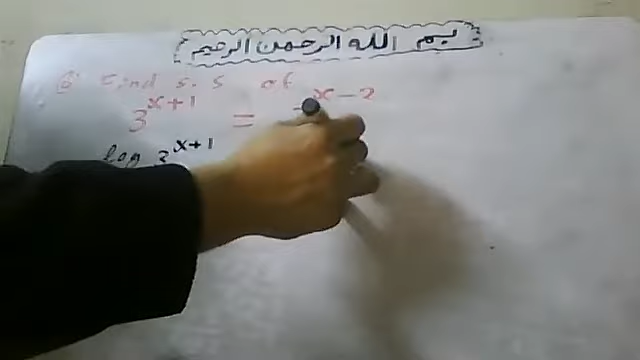 بسم الله الرحمن الرحيم
Find S.S of
3^{x+1} = ^{x-2}
log 3^{x+1}